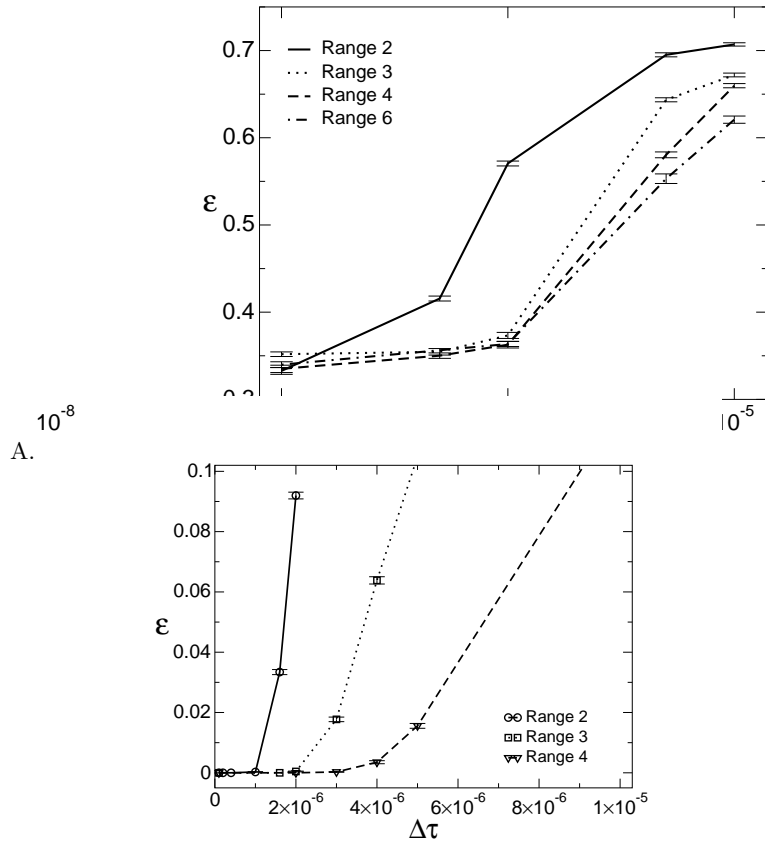 0.7
0.6
0.5
0.4
ε
Range 2
Range 3
Range 4
Range 6
10⁻⁸
10⁻⁵
A.
0.1
0.08
0.06
0.04
0.02
0
ε
Range 2
Range 3
Range 4
0 2×10⁻⁶ 4×10⁻⁶ 6×10⁻⁶ 8×10⁻⁶ 1×10⁻⁵
Δτ